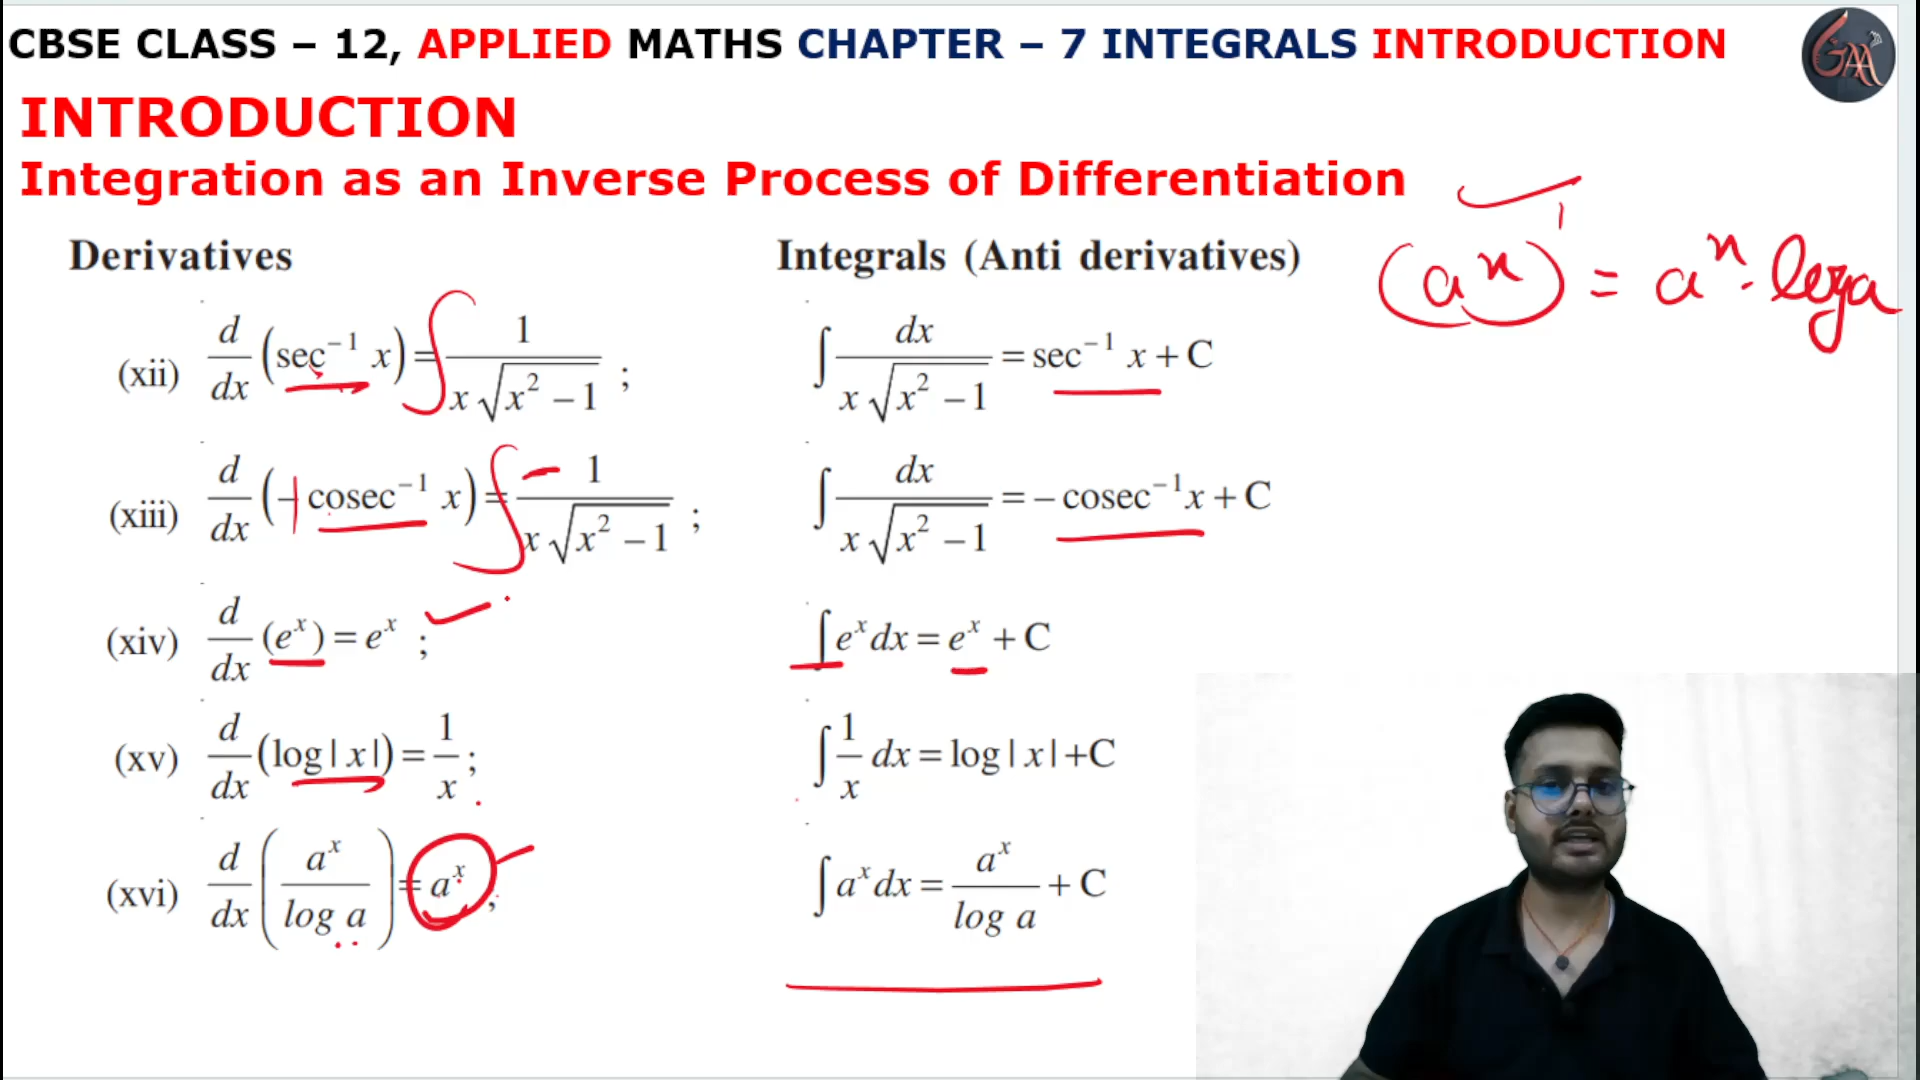 CBSE CLASS – 12, APPLIED MATHS CHAPTER – 7 INTEGRALS INTRODUCTION
GAA
INTRODUCTION
Integration as an Inverse Process of Differentiation
Derivatives
Integrals (Anti derivatives)
(aˣ)' = aˣ · log a
(xii) d/dx (sec⁻¹ x) = ∫ 1/(x√(x² – 1)) ;
∫ dx/(x√(x² – 1)) = sec⁻¹ x + C
(xiii) d/dx (– cosec⁻¹ x) = ∫ – 1/(x√(x² – 1)) ;
∫ dx/(x√(x² – 1)) = – cosec⁻¹ x + C
(xiv) d/dx (eˣ) = eˣ ;
∫ eˣ dx = eˣ + C
(xv) d/dx (log | x |) = 1/x ;
∫ 1/x dx = log | x | + C
(xvi) d/dx (aˣ/log a) = aˣ ;
∫ aˣ dx = aˣ/log a + C